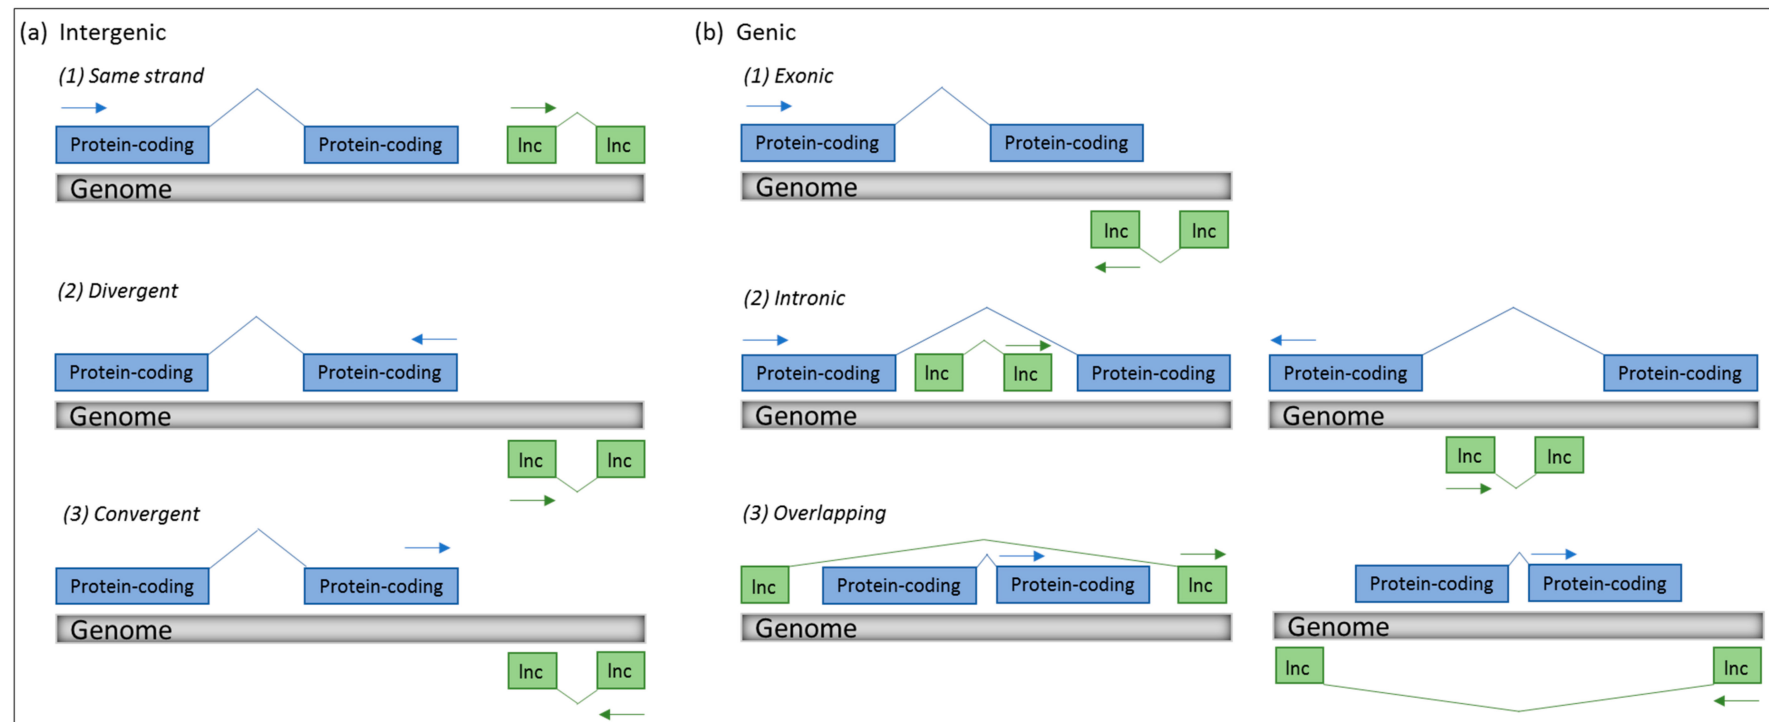 (a) Intergenic
(1) Same strand
Protein-coding Protein-coding lnc lnc
Genome
(2) Divergent
Protein-coding Protein-coding
Genome
lnc lnc
(3) Convergent
Protein-coding Protein-coding
Genome
lnc lnc
(b) Genic
(1) Exonic
Protein-coding Protein-coding
Genome
lnc lnc
(2) Intronic
Protein-coding lnc lnc Protein-coding
Genome
Protein-coding Protein-coding
Genome
lnc lnc
(3) Overlapping
lnc Protein-coding Protein-coding lnc
Genome
Protein-coding Protein-coding
Genome
lnc lnc